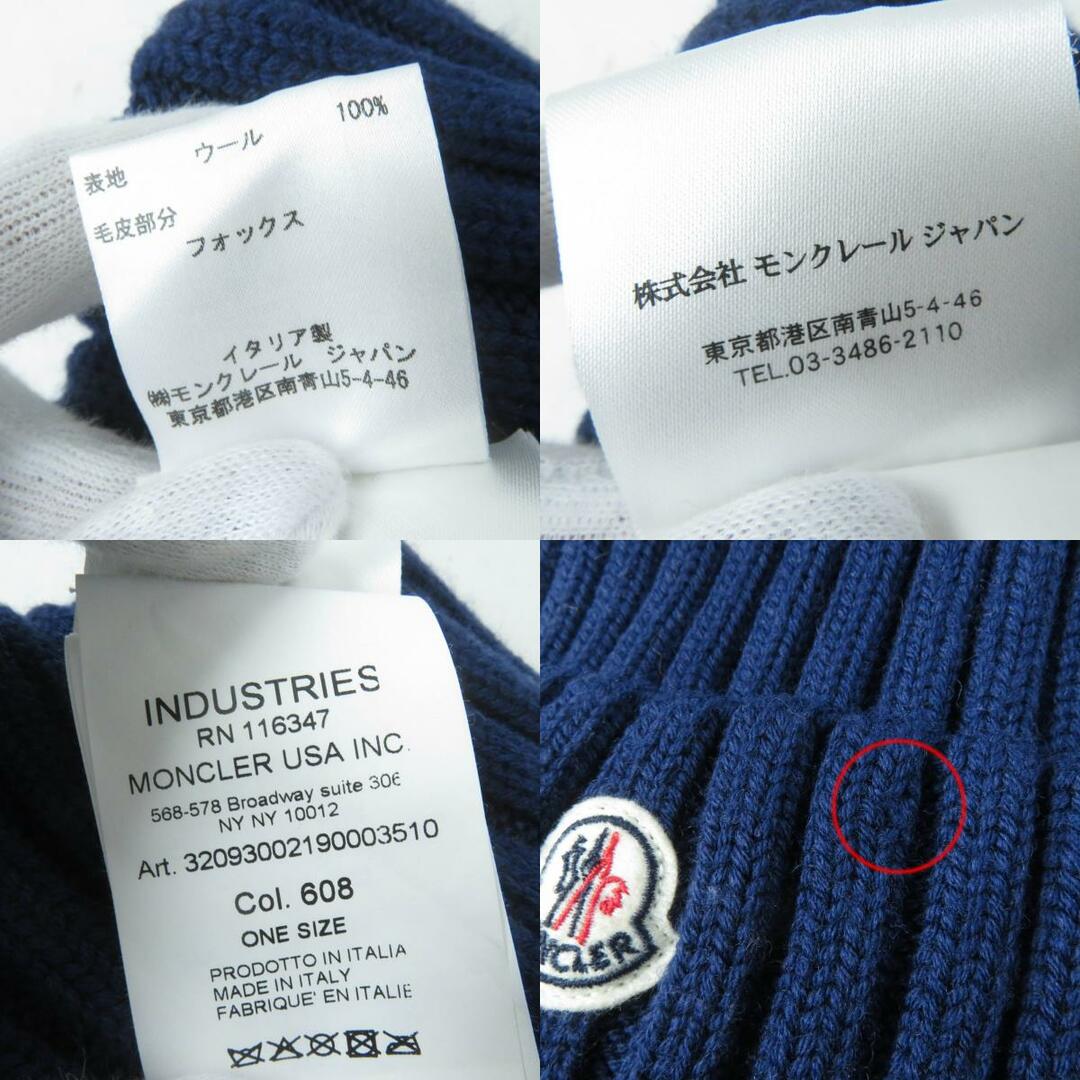 表地 ウール 100%
毛皮部分 フォックス
イタリア製
㈱モンクレール ジャパン
東京都港区南青山5-4-46
株式会社 モンクレール ジャパン
東京都港区南青山5-4-46
TEL.03-3486-2110
INDUSTRIES
RN 116347
MONCLER USA INC.
568-578 Broadway suite 306
NY NY 10012
Art. 32093002190003510
Col. 608
ONE SIZE
PRODOTTO IN ITALIA
MADE IN ITALY
FABRIQUE' EN ITALIE
NCLER